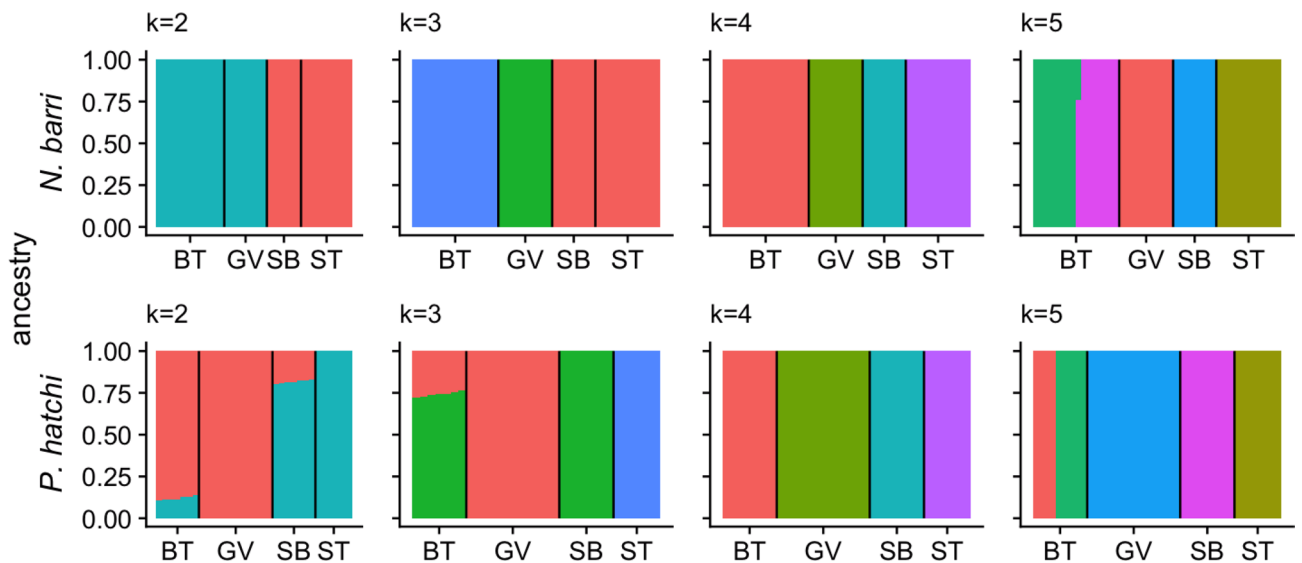 k=2 k=3 k=4 k=5
1.00
0.75
0.50
0.25
0.00
N. barri
BT GV SB ST BT GV SB ST BT GV SB ST BT GV SB ST
ancestry
k=2 k=3 k=4 k=5
1.00
0.75
0.50
0.25
0.00
P. hatchi
BT GV SB ST BT GV SB ST BT GV SB ST BT GV SB ST